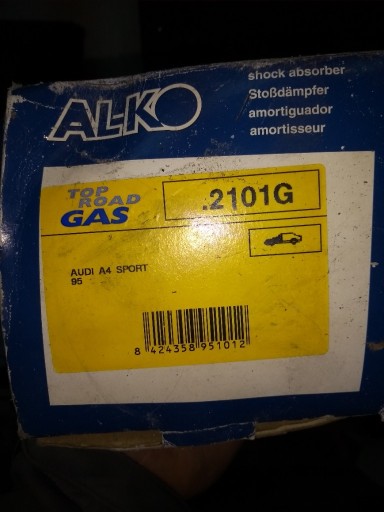 AL-KO
shock absorber
Stoßdämpfer
amortiguador
amortisseur
TOP
ROAD
GAS
.2101G
AUDI A4 SPORT
95
8 424358 951012